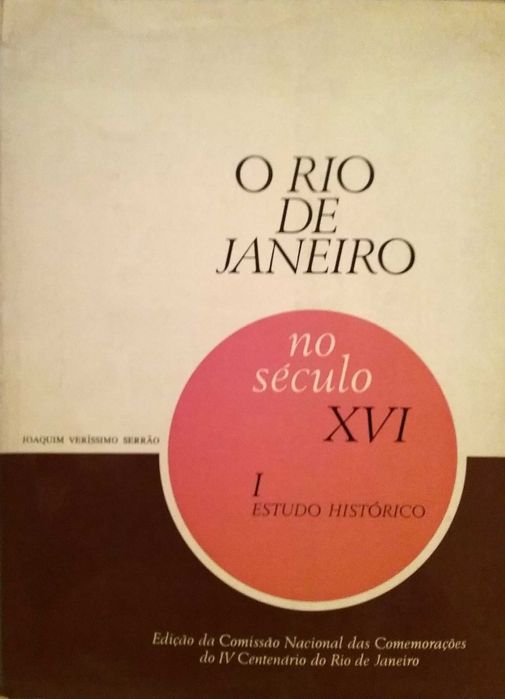 O RIO
DE
JANEIRO
no
século
XVI
JOAQUIM VERÍSSIMO SERRÃO
I
ESTUDO HISTÓRICO
Edição da Comissão Nacional das Comemorações
do IV Centenário do Rio de Janeiro